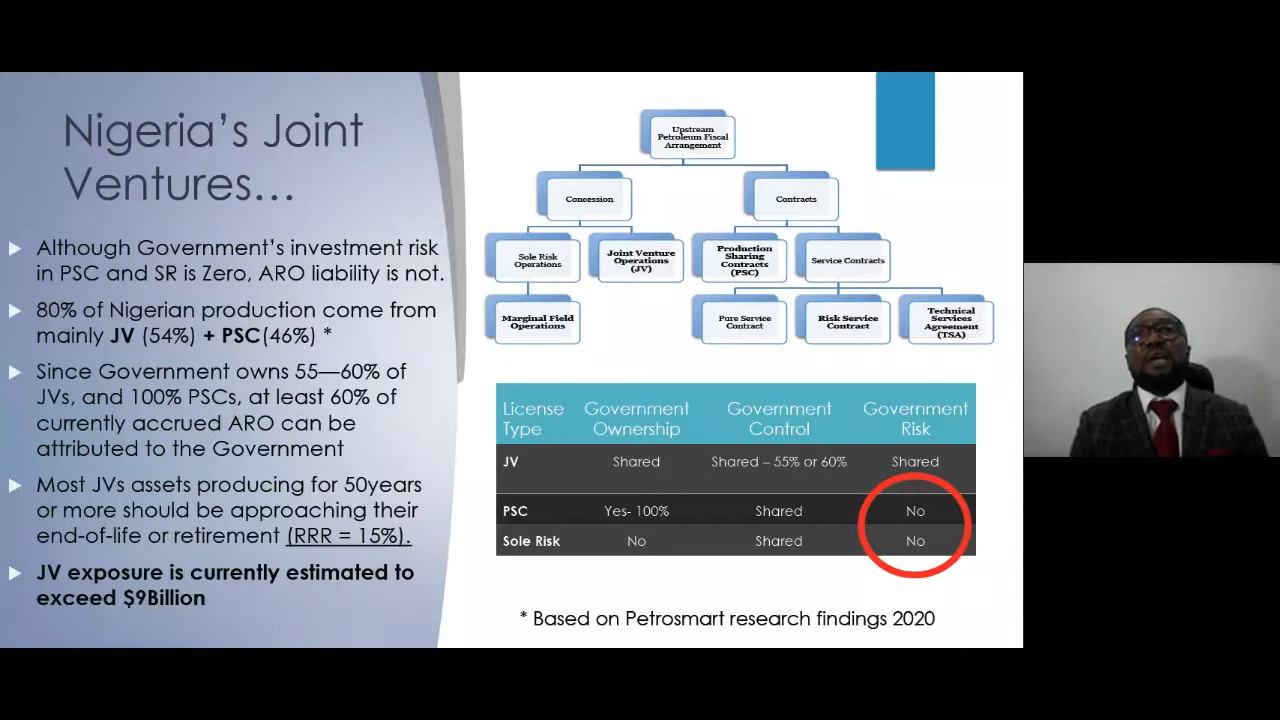 Nigeria's Joint
Ventures...
Although Government's investment risk
in PSC and SR is Zero, ARO liability is not.
80% of Nigerian production come from
mainly JV (54%) + PSC(46%) *
Since Government owns 55—60% of
JVs, and 100% PSCs, at least 60% of
currently accrued ARO can be
attributed to the Government
Most JVs assets producing for 50years
or more should be approaching their
end-of-life or retirement (RRR = 15%).
JV exposure is currently estimated to
exceed $9Billion
Upstream
Petroleum Fiscal
Arrangement
Concession
Contracts
Sole Risk
Operations
Joint Venture
Operations
(JV)
Production
Sharing
Contracts
(PSC)
Service Contracts
Marginal Field
Operations
Pure Service
Contract
Risk Service
Contract
Technical
Services
Agreement
(TSA)
License
Type
Government
Ownership
Government
Control
Government
Risk
JV
Shared
Shared – 55% or 60%
Shared
PSC
Yes- 100%
Shared
No
Sole Risk
No
Shared
No
* Based on Petrosmart research findings 2020